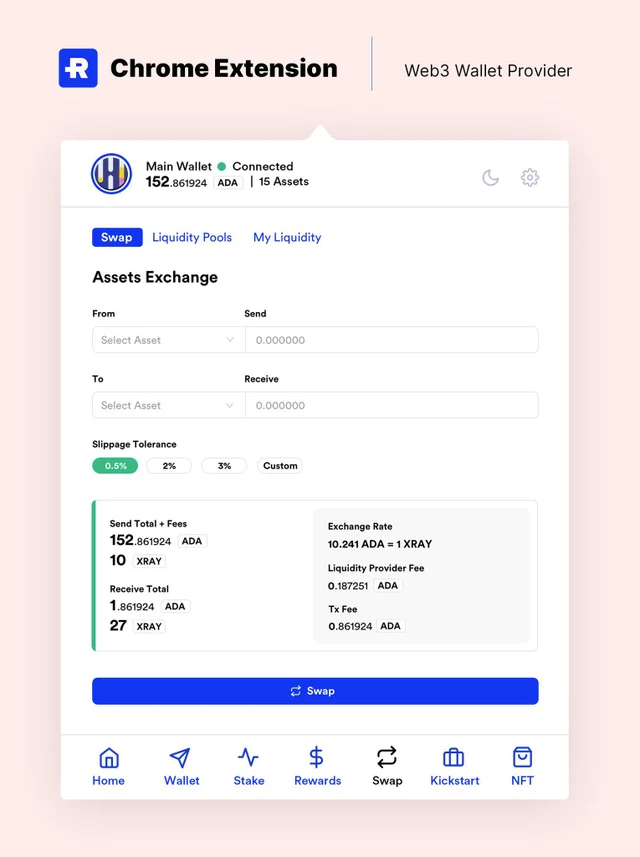 Chrome Extension
Web3 Wallet Provider
Main Wallet Connected
152.861924 ADA | 15 Assets
Swap Liquidity Pools My Liquidity
Assets Exchange
From Send
Select Asset 0.000000
To Receive
Select Asset 0.000000
Slippage Tolerance
0.5% 2% 3% Custom
Send Total + Fees
152.861924 ADA
10 XRAY
Receive Total
1.861924 ADA
27 XRAY
Exchange Rate
10.241 ADA = 1 XRAY
Liquidity Provider Fee
0.187251 ADA
Tx Fee
0.861924 ADA
Swap
Home Wallet Stake Rewards Swap Kickstart NFT